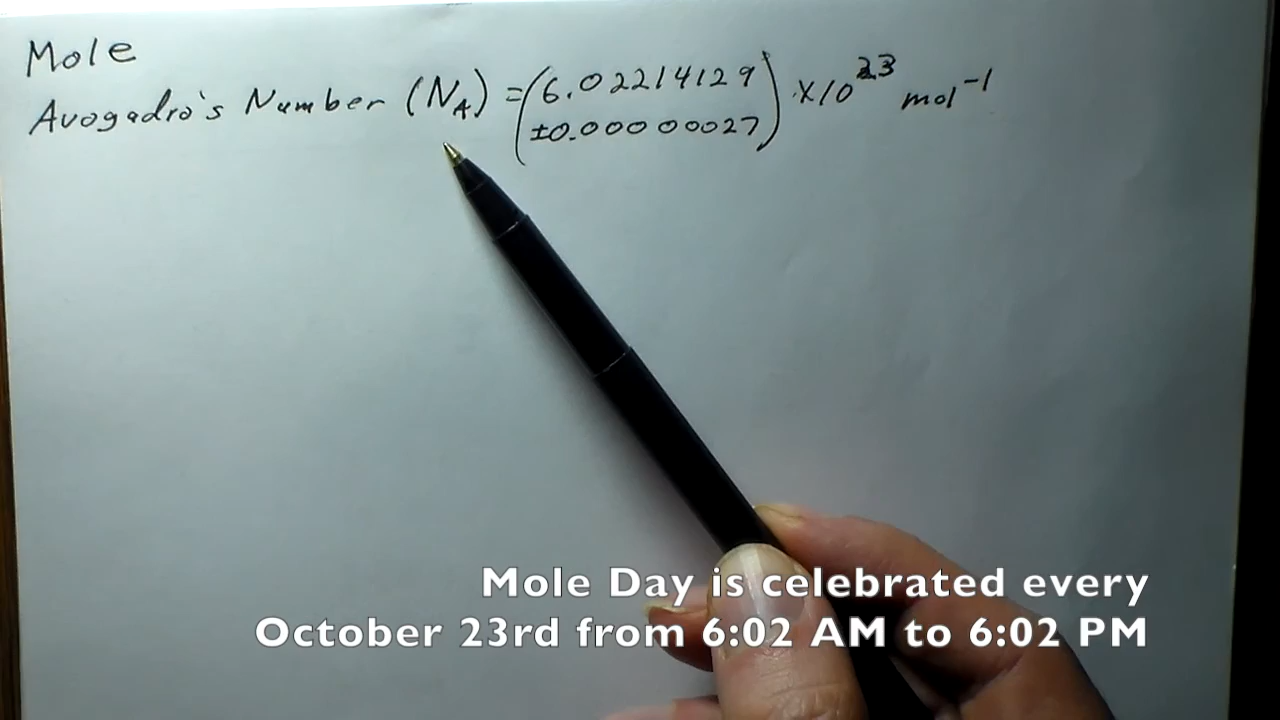 Mole
Avogadro's Number (NA) = (6.02214129 ±0.00000027) ×10²³ mol⁻¹
Mole Day is celebrated every
October 23rd from 6:02 AM to 6:02 PM